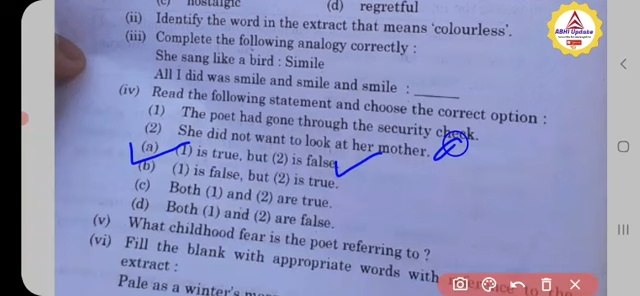 (c) nostalgic (d) regretful
(ii) Identify the word in the extract that means 'colourless'.
(iii) Complete the following analogy correctly :
She sang like a bird : Simile
All I did was smile and smile and smile : ______
(iv) Read the following statement and choose the correct option :
(1) The poet had gone through the security check.
(2) She did not want to look at her mother.
(a) (1) is true, but (2) is false.
(b) (1) is false, but (2) is true.
(c) Both (1) and (2) are true.
(d) Both (1) and (2) are false.
(v) What childhood fear is the poet referring to ?
(vi) Fill the blank with appropriate words with reference to the
extract :
Pale as a winter's
ABHI Update